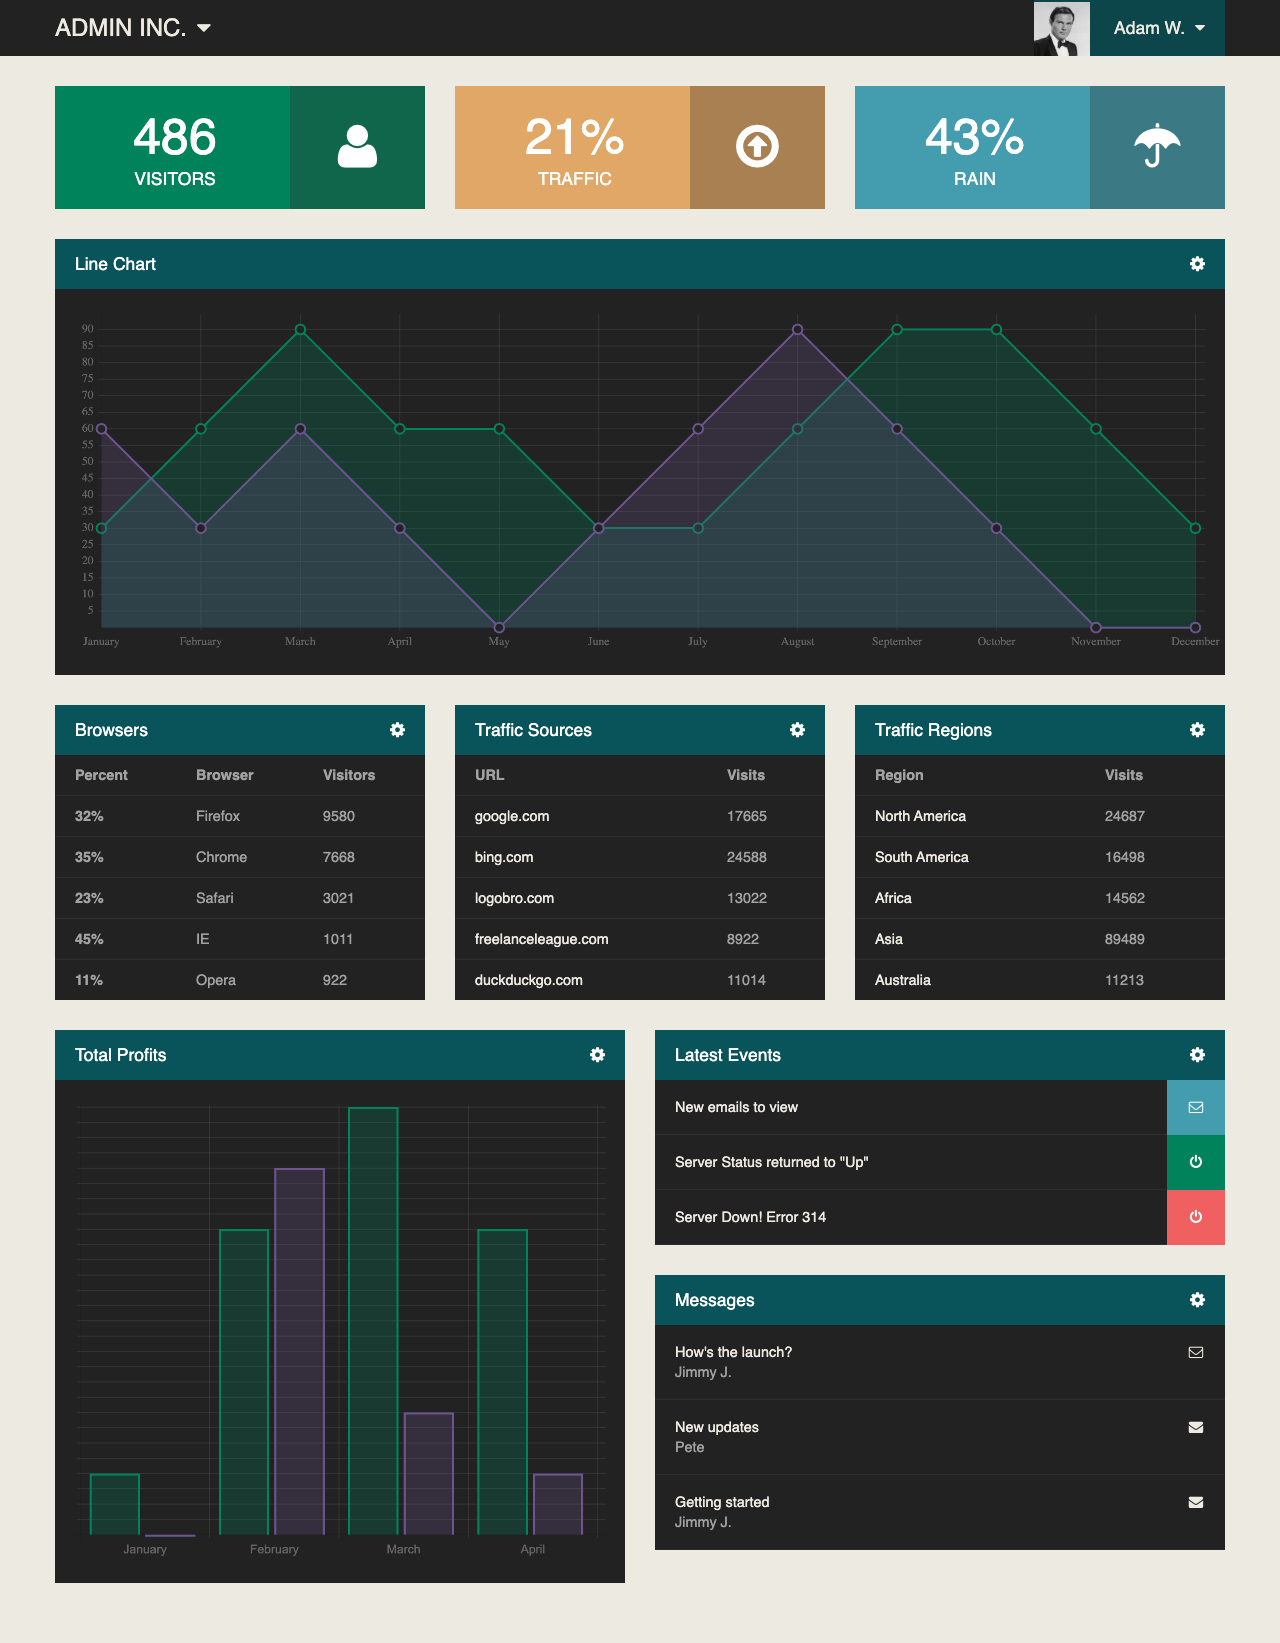 ADMIN INC.
Adam W.
486
VISITORS
21%
TRAFFIC
43%
RAIN
Line Chart
90
85
80
75
70
65
60
55
50
45
40
35
30
25
20
15
10
5
January February March April May June July August September October November December
Browsers
Percent Browser Visitors
32% Firefox 9580
35% Chrome 7668
23% Safari 3021
45% IE 1011
11% Opera 922
Traffic Sources
URL Visits
google.com 17665
bing.com 24588
logobro.com 13022
freelanceleague.com 8922
duckduckgo.com 11014
Traffic Regions
Region Visits
North America 24687
South America 16498
Africa 14562
Asia 89489
Australia 11213
Total Profits
January February March April
Latest Events
New emails to view
Server Status returned to "Up"
Server Down! Error 314
Messages
How's the launch?
Jimmy J.
New updates
Pete
Getting started
Jimmy J.